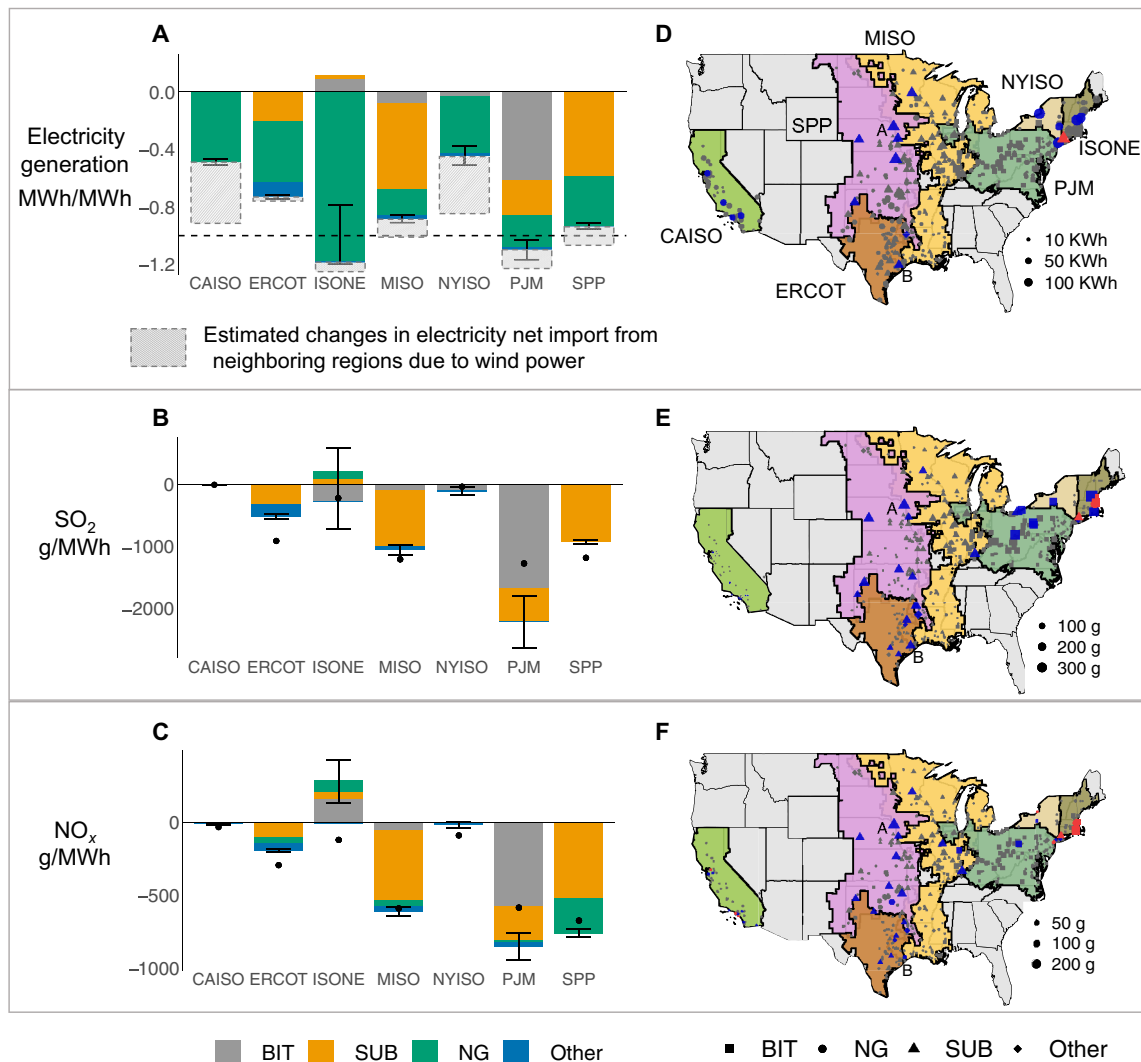 A
0.0
Electricity
generation
MWh/MWh
−0.4
−0.8
−1.2
CAISO ERCOT ISONE MISO NYISO PJM SPP
Estimated changes in electricity net import from
neighboring regions due to wind power
D
MISO
NYISO
SPP
A
ISONE
PJM
CAISO
ERCOT
B
10 KWh
50 KWh
100 KWh
B
SO2
g/MWh
0
−1000
−2000
CAISO ERCOT ISONE MISO NYISO PJM SPP
E
A
B
100 g
200 g
300 g
C
NOx
g/MWh
0
−500
−1000
CAISO ERCOT ISONE MISO NYISO PJM SPP
F
A
B
50 g
100 g
200 g
BIT SUB NG Other
BIT NG SUB Other